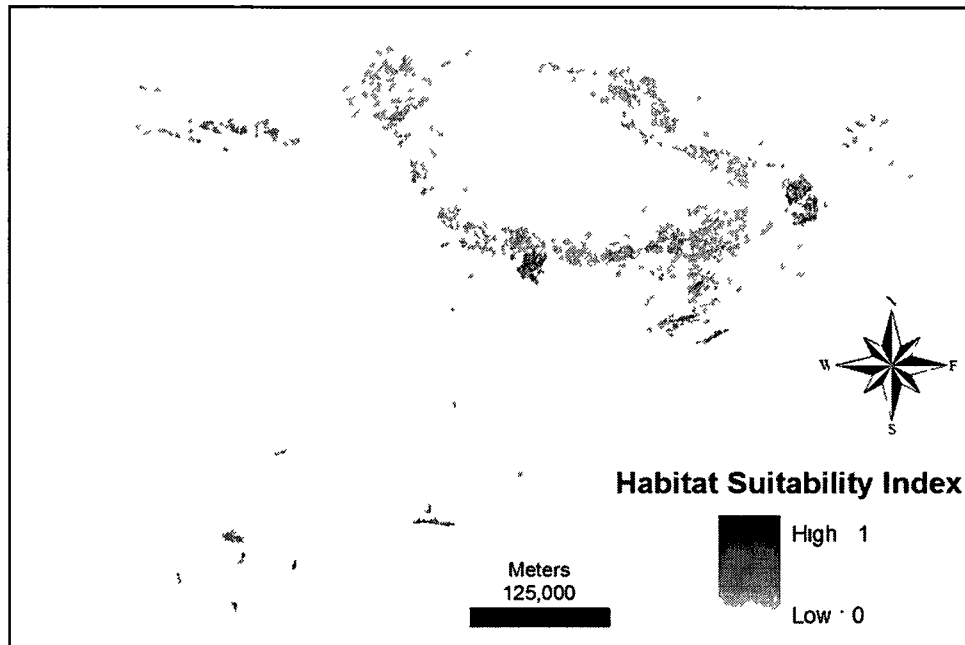 W
S
Habitat Suitability Index
High 1
Low · 0
Meters
125,000